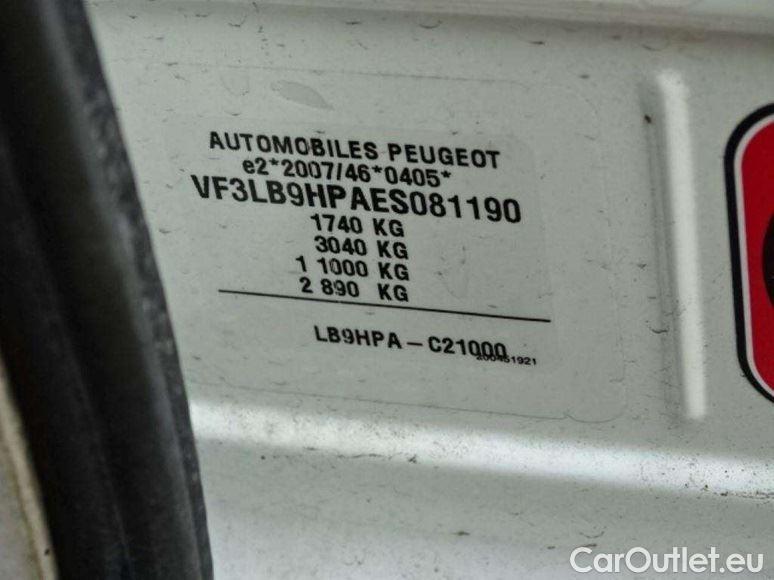 AUTOMOBILES PEUGEOT
e2*2007/46*0405*
VF3LB9HPAES081190
1740 KG
3040 KG
1 1000 KG
2 890 KG
LB9HPA - C21000
200451921
CarOutlet.eu